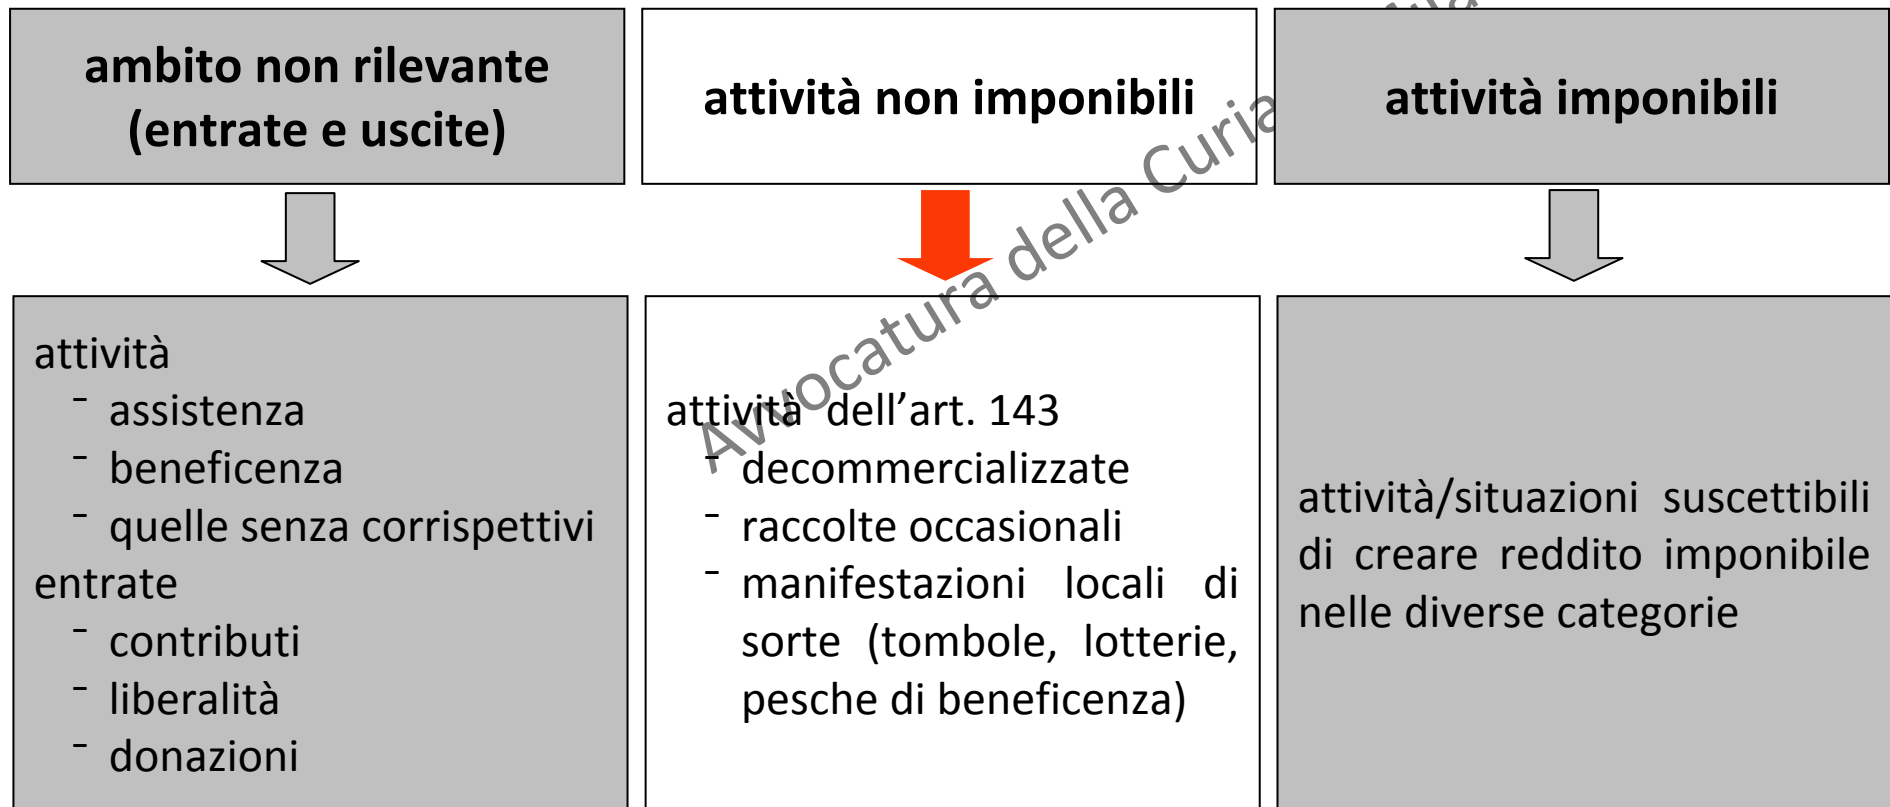 ambito non rilevante
(entrate e uscite)
attività non imponibili
attività imponibili
attività
- assistenza
- beneficenza
- quelle senza corrispettivi
entrate
- contributi
- liberalità
- donazioni
attività dell’art. 143
- decommercializzate
- raccolte occasionali
- manifestazioni locali di
sorte (tombole, lotterie,
pesche di beneficenza)
attività/situazioni suscettibili
di creare reddito imponibile
nelle diverse categorie
Avvocatura della Curia